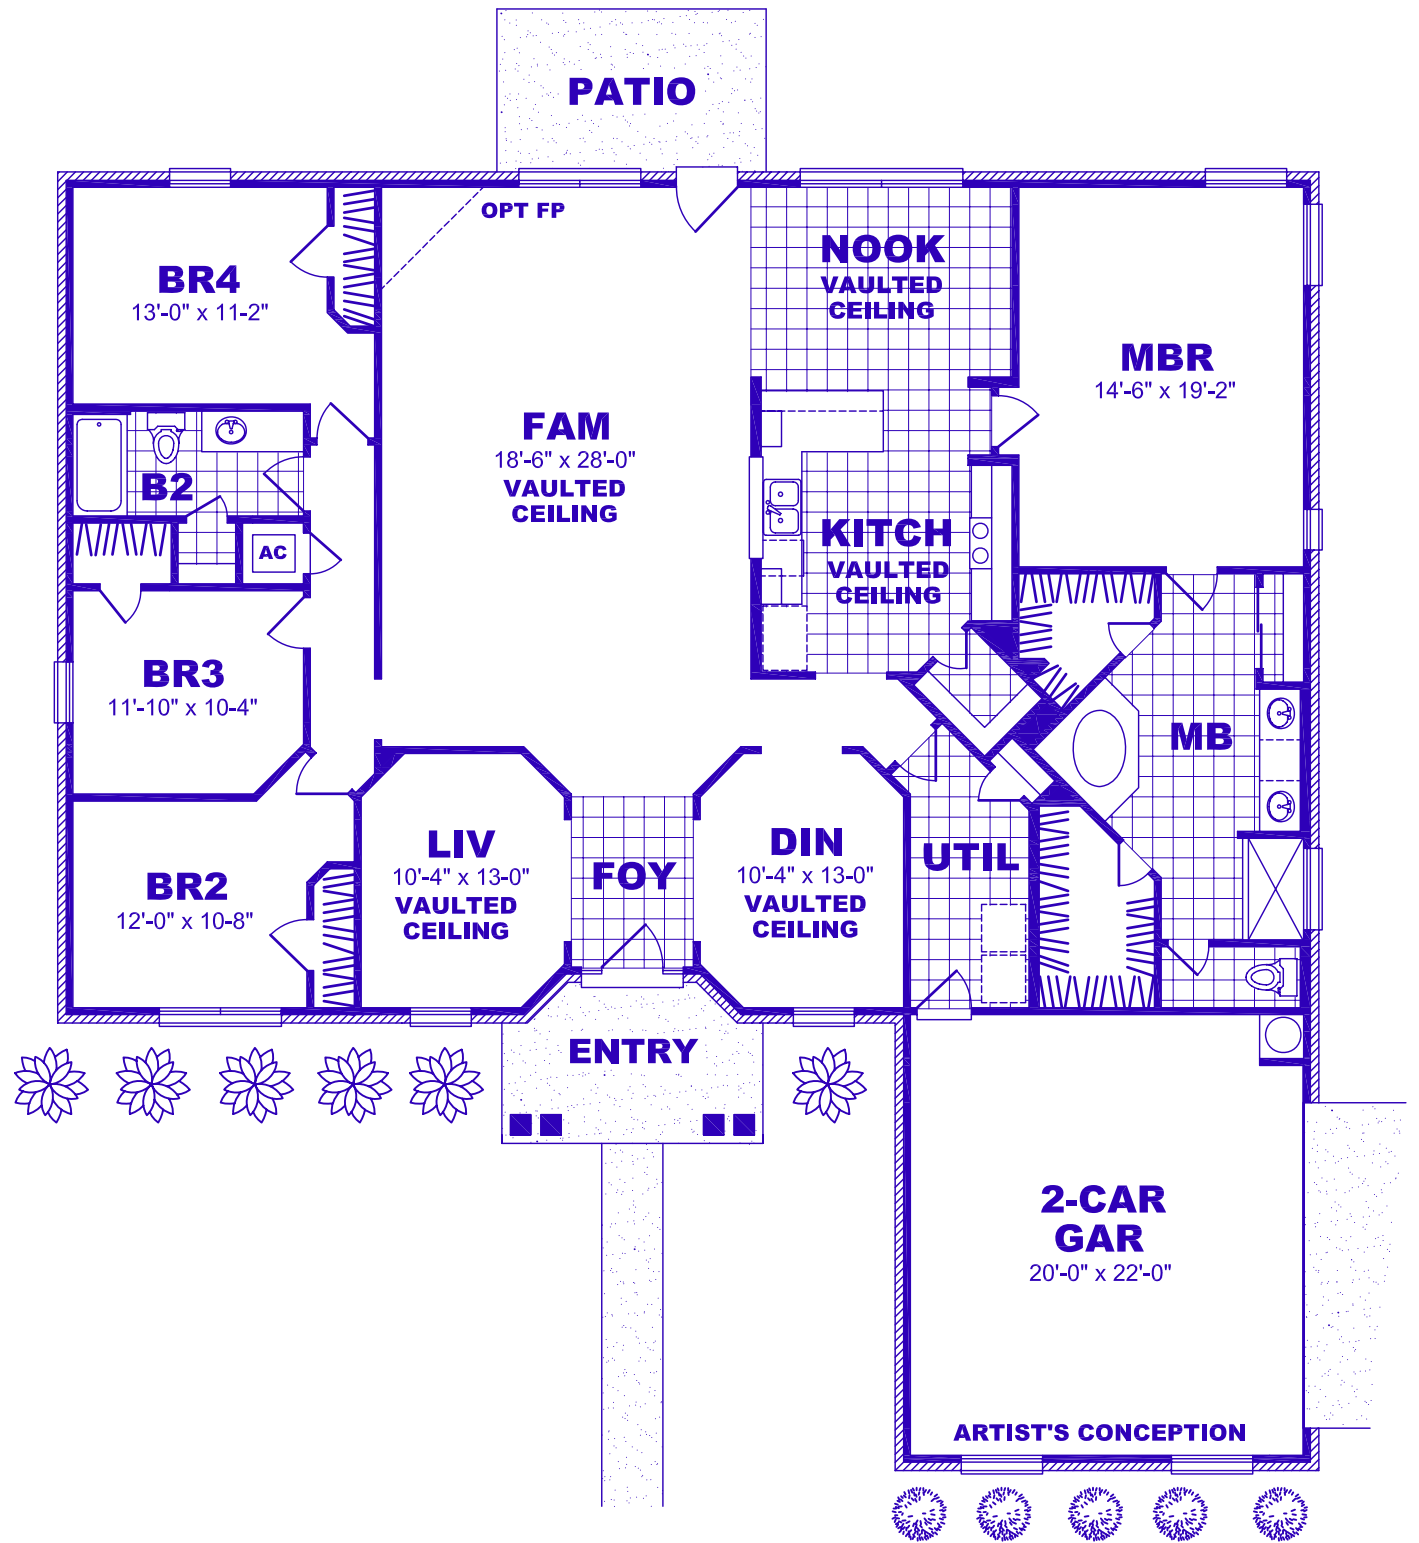 PATIO
OPT FP
NOOK
VAULTED
CEILING
BR4
13'-0" x 11-2"
MBR
14'-6" x 19'-2"
FAM
18'-6" x 28'-0"
VAULTED
CEILING
B2
KITCH
VAULTED
CEILING
AC
BR3
11'-10" x 10-4"
MB
LIV
10'-4" x 13-0"
VAULTED
CEILING
FOY
DIN
10'-4" x 13-0"
VAULTED
CEILING
UTIL
BR2
12'-0" x 10-8"
ENTRY
2-CAR
GAR
20'-0" x 22'-0"
ARTIST'S CONCEPTION